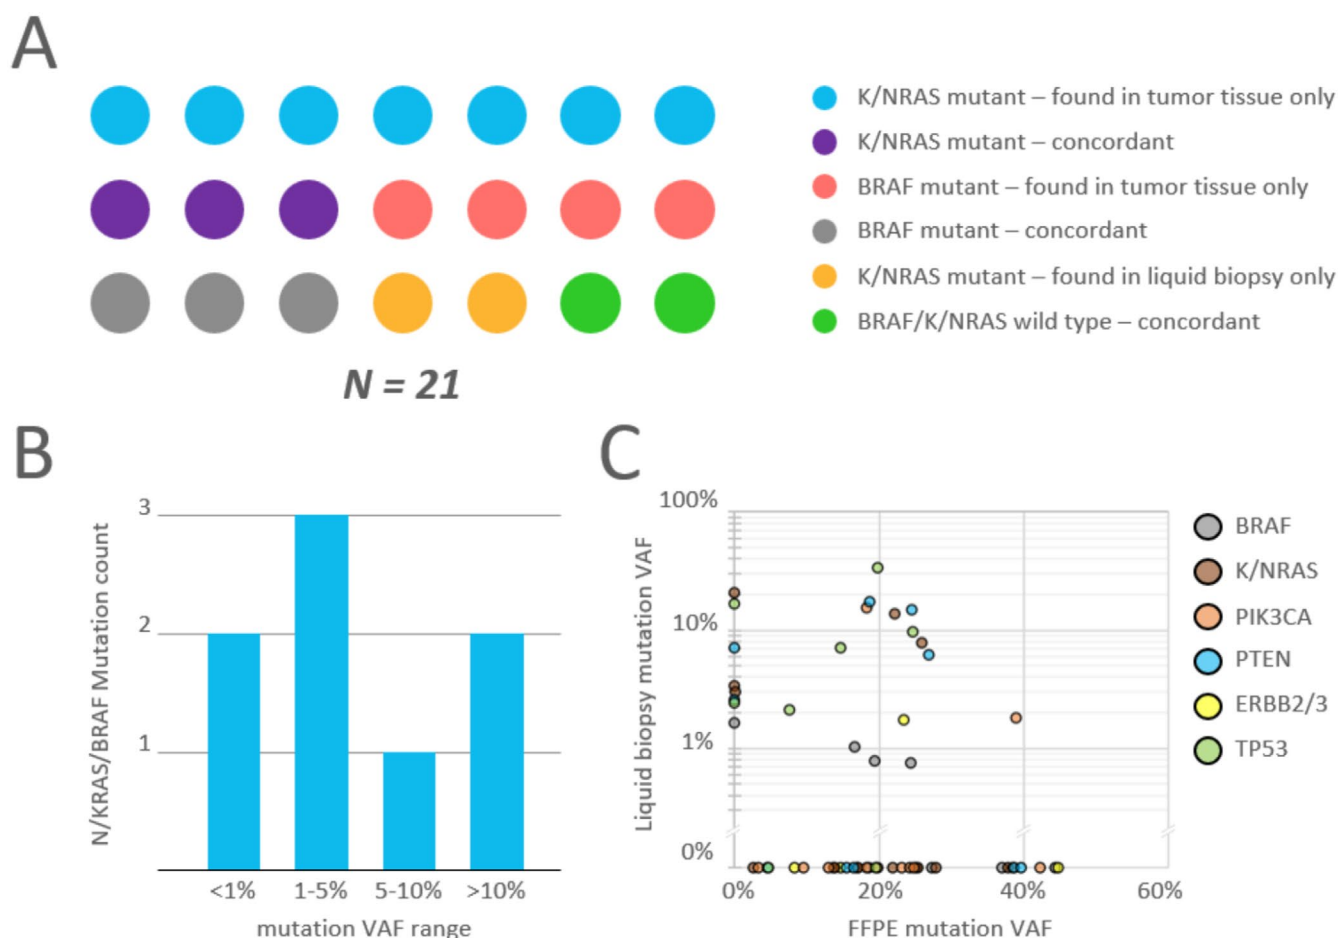 A
K/NRAS mutant – found in tumor tissue only
K/NRAS mutant – concordant
BRAF mutant – found in tumor tissue only
BRAF mutant – concordant
K/NRAS mutant – found in liquid biopsy only
BRAF/K/NRAS wild type – concordant
N = 21
B
N/KRAS/BRAF Mutation count
3
2
1
<1%
1-5%
5-10%
>10%
mutation VAF range
C
Liquid biopsy mutation VAF
100%
10%
1%
0%
0%
20%
40%
60%
FFPE mutation VAF
BRAF
K/NRAS
PIK3CA
PTEN
ERBB2/3
TP53